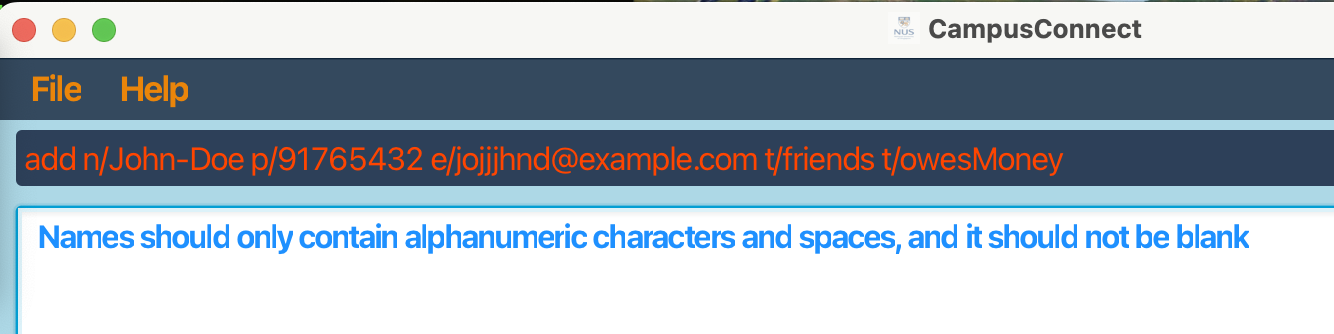 NUS
CampusConnect
File Help
add n/John-Doe p/91765432 e/jojjjhnd@example.com t/friends t/owesMoney
Names should only contain alphanumeric characters and spaces, and it should not be blank